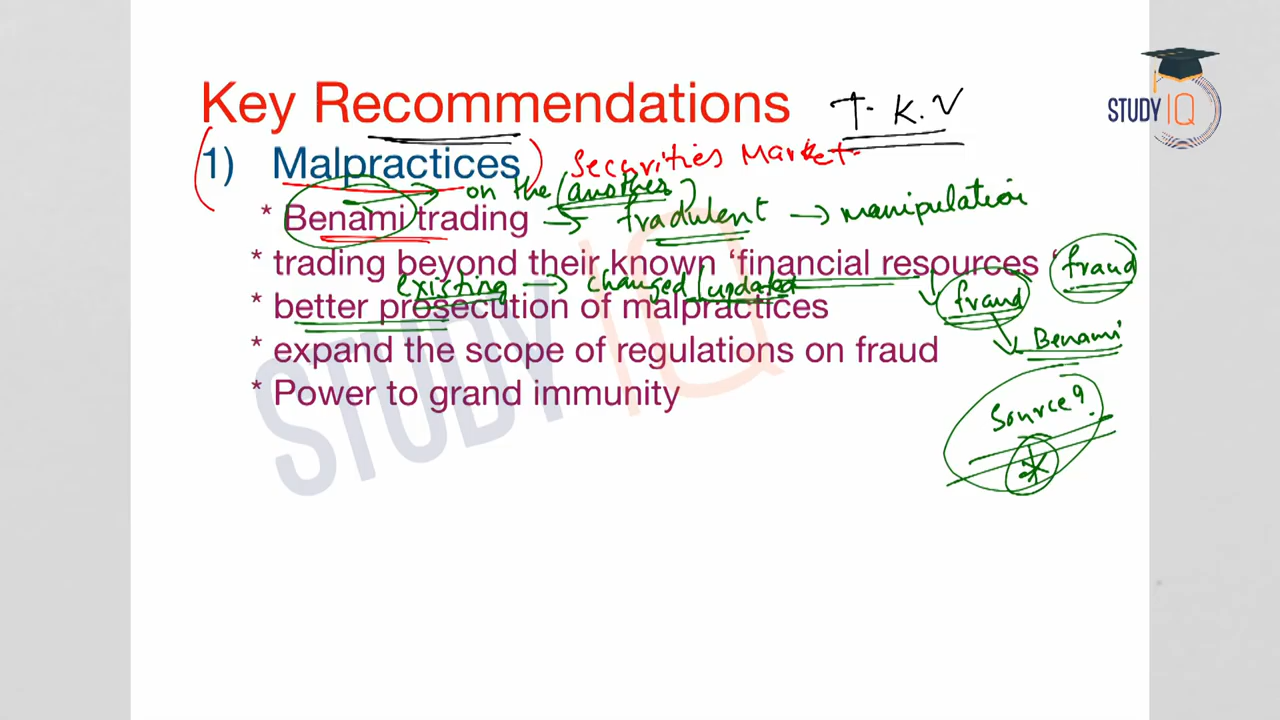 Key Recommendations T. K. V
STUDY IQ
1) Malpractices) Securities Market
on the (another)
* Benami trading → fradulent → manipulation
* trading beyond their known ‘financial resources ‘ fraud
existing → changed (updated
fraud
* better prosecution of malpractices
Benami
* expand the scope of regulations on fraud
* Power to grand immunity
Source?
STUDY IQ